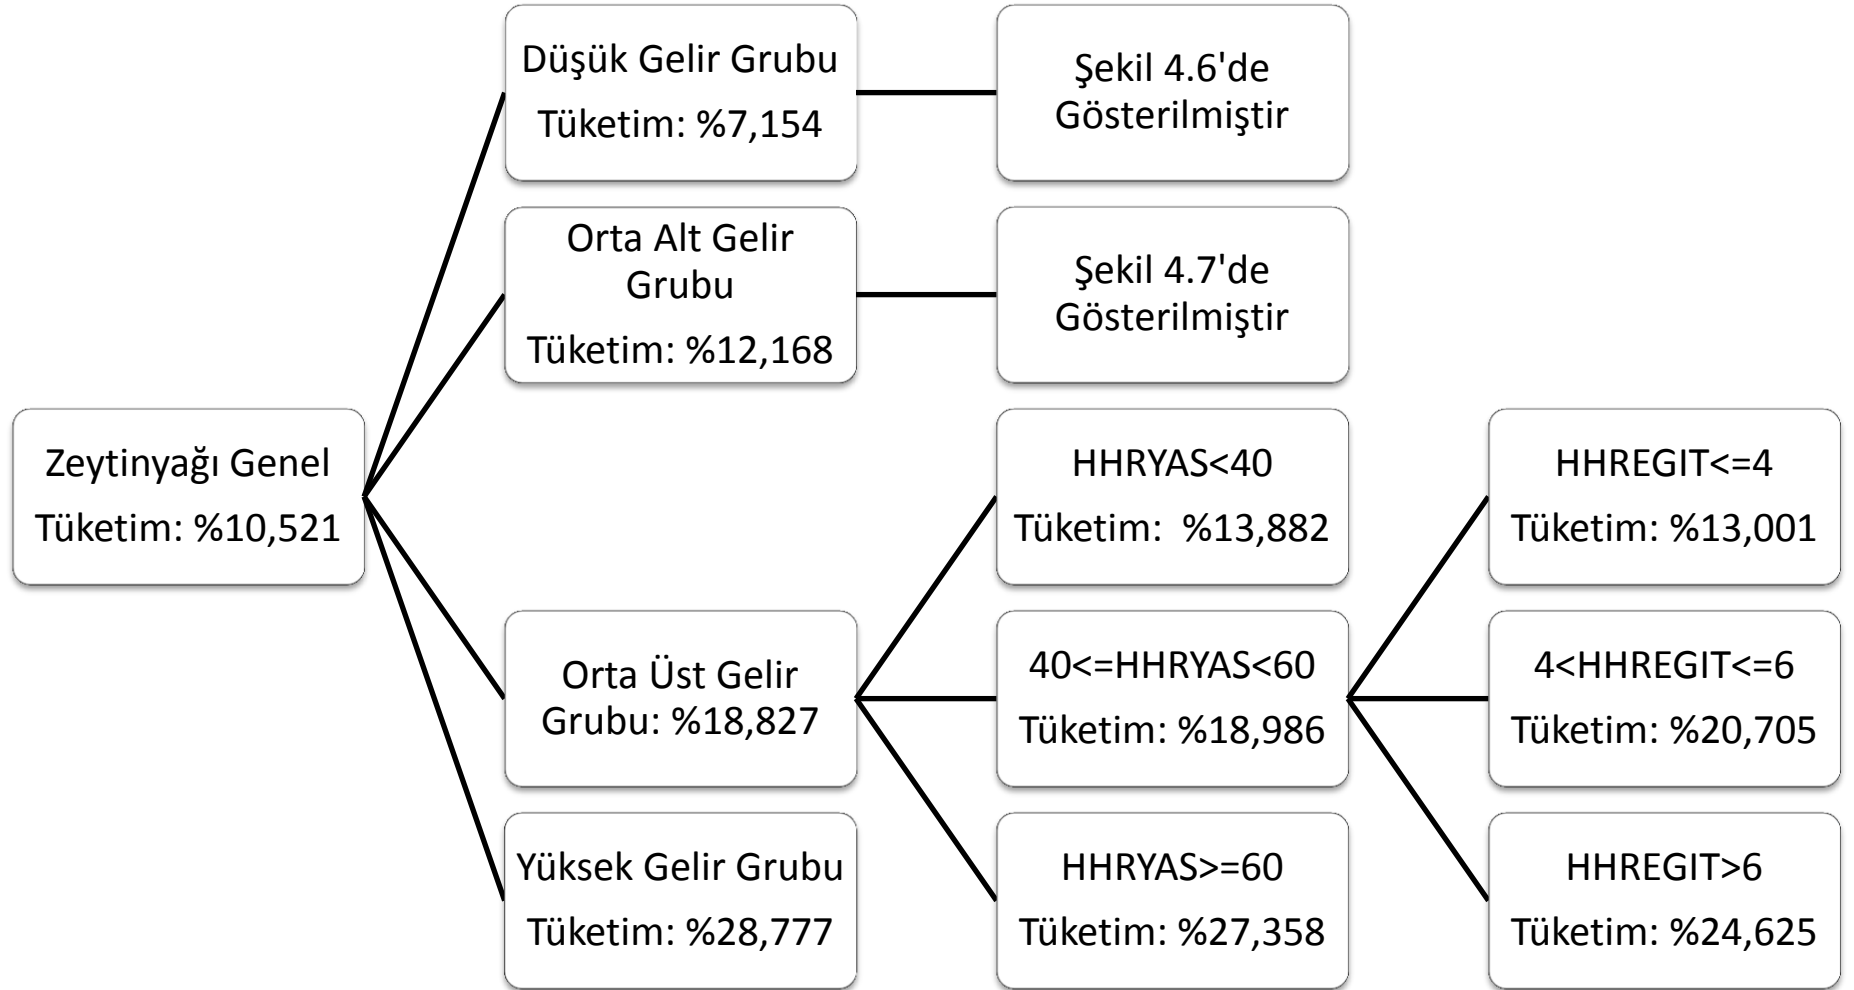 Zeytinyağı Genel
Tüketim: %10,521
Düşük Gelir Grubu
Tüketim: %7,154
Şekil 4.6'de
Gösterilmiştir
Orta Alt Gelir
Grubu
Tüketim: %12,168
Şekil 4.7'de
Gösterilmiştir
Orta Üst Gelir
Grubu: %18,827
HHRYAS<40
Tüketim:  %13,882
40<=HHRYAS<60
Tüketim: %18,986
HHREGIT<=4
Tüketim: %13,001
4<HHREGIT<=6
Tüketim: %20,705
HHREGIT>6
Tüketim: %24,625
HHRYAS>=60
Tüketim: %27,358
Yüksek Gelir Grubu
Tüketim: %28,777